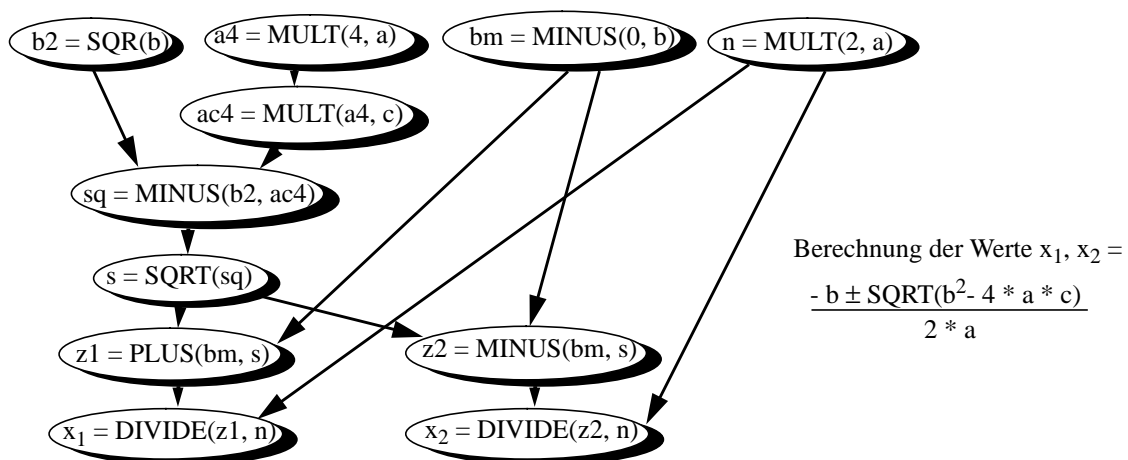 b2 = SQR(b)
a4 = MULT(4, a)
bm = MINUS(0, b)
n = MULT(2, a)
ac4 = MULT(a4, c)
sq = MINUS(b2, ac4)
s = SQRT(sq)
z1 = PLUS(bm, s)
z2 = MINUS(bm, s)
x₁ = DIVIDE(z1, n)
x₂ = DIVIDE(z2, n)
Berechnung der Werte x₁, x₂ =
- b ± SQRT(b²- 4 * a * c)
2 * a